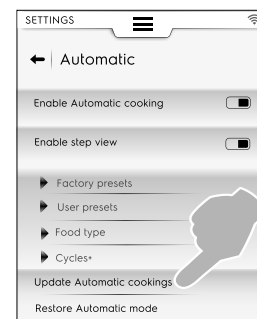 SETTINGS
Automatic
Enable Automatic cooking
Enable step view
Factory presets
User presets
Food type
Cycles+
Update Automatic cookings
Restore Automatic mode